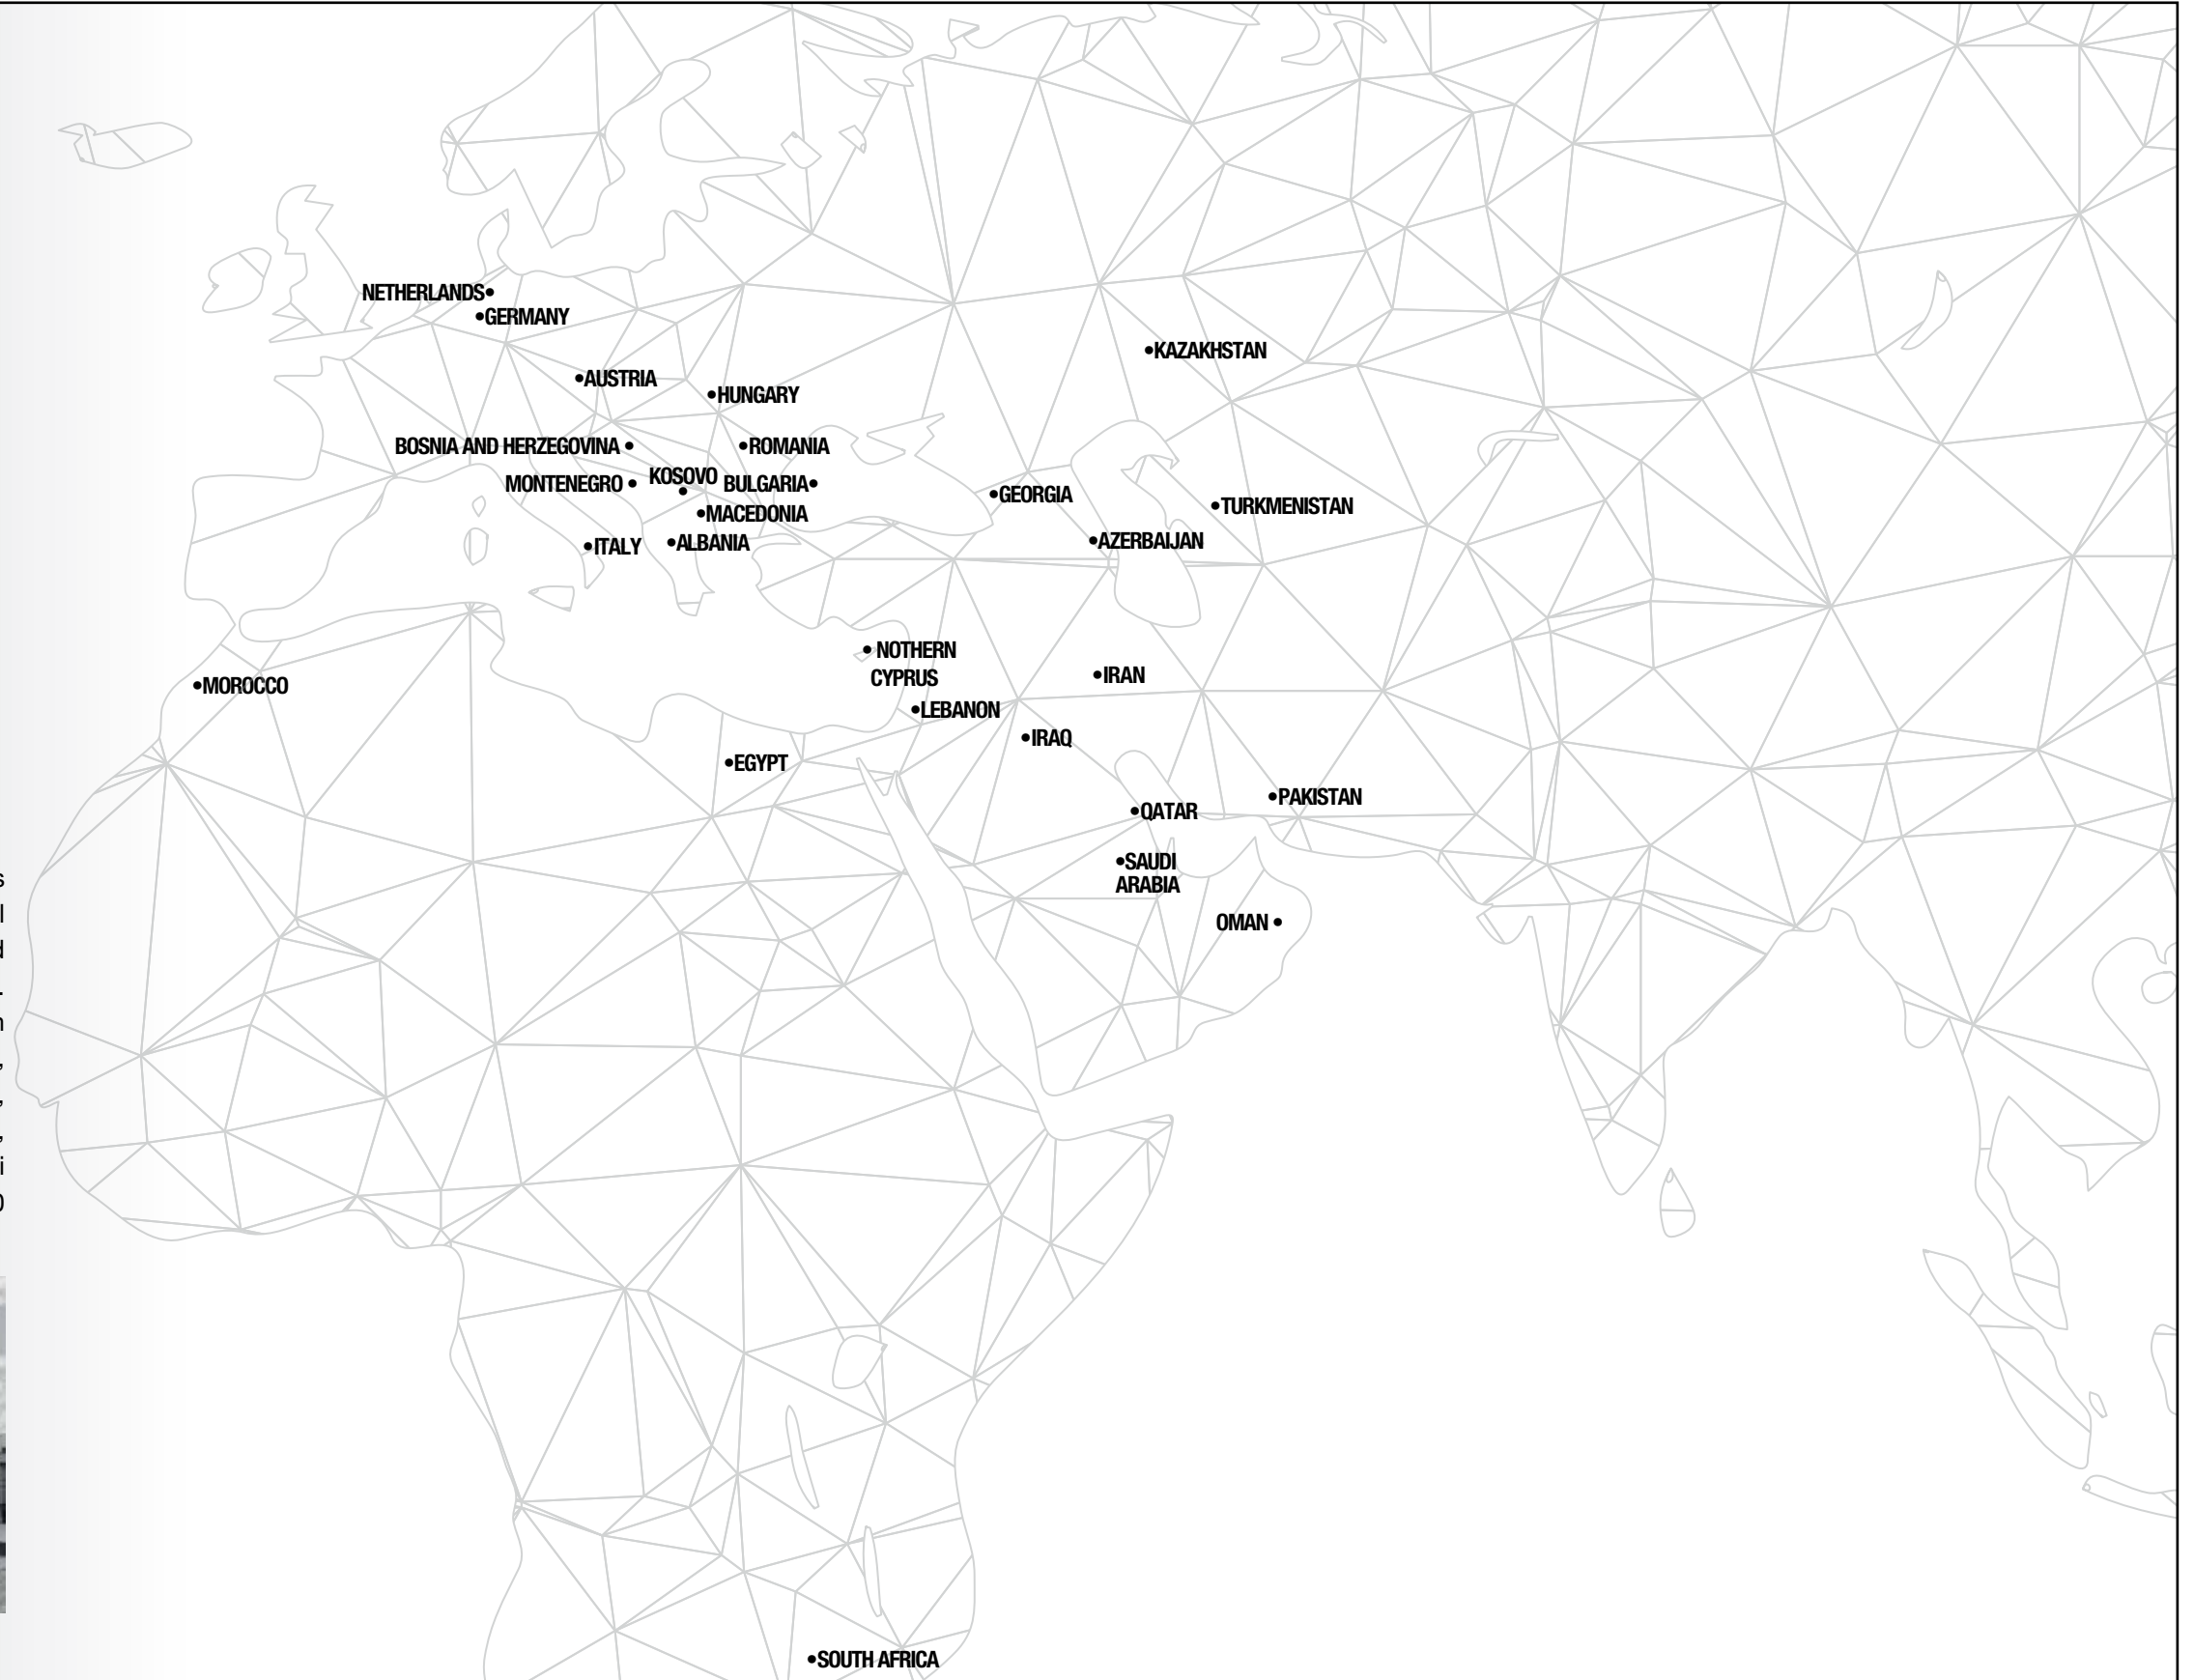 NETHERLANDS
GERMANY
KAZAKHSTAN
AUSTRIA
HUNGARY
BOSNIA AND HERZEGOVINA
ROMANIA
KOSOVO
MONTENEGRO
BULGARIA
GEORGIA
TURKMENISTAN
MACEDONIA
AZERBAIJAN
ITALY
ALBANIA
NOTHERN
CYPRUS
IRAN
MOROCCO
LEBANON
IRAQ
EGYPT
PAKISTAN
QATAR
SAUDI
ARABIA
OMAN
SOUTH AFRICA